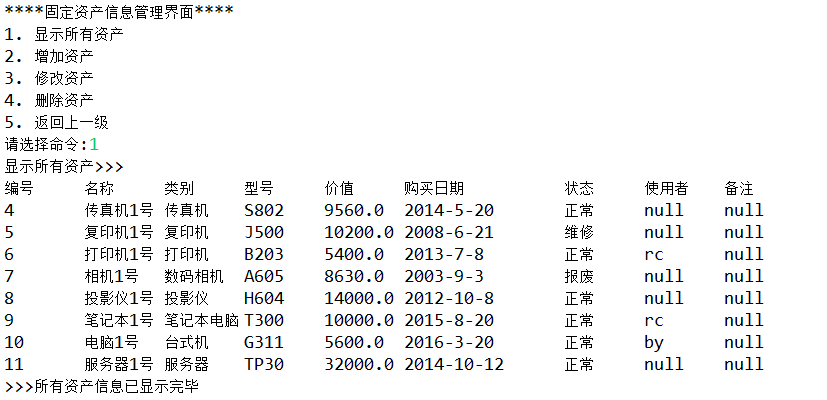 ****固定资产信息管理界面****
1. 显示所有资产
2. 增加资产
3. 修改资产
4. 删除资产
5. 返回上一级
请选择命令:1
显示所有资产>>>
编号 名称 类别 型号 价值 购买日期 状态 使用者 备注
4 传真机1号 传真机 S802 9560.0 2014-5-20 正常 null null
5 复印机1号 复印机 J500 10200.0 2008-6-21 维修 null null
6 打印机1号 打印机 B203 5400.0 2013-7-8 正常 rc null
7 相机1号 数码相机 A605 8630.0 2003-9-3 报废 null null
8 投影仪1号 投影仪 H604 14000.0 2012-10-8 正常 null null
9 笔记本1号 笔记本电脑 T300 10000.0 2015-8-20 正常 rc null
10 电脑1号 台式机 G311 5600.0 2016-3-20 正常 by null
11 服务器1号 服务器 TP30 32000.0 2014-10-12 正常 null null
>>>所有资产信息已显示完毕